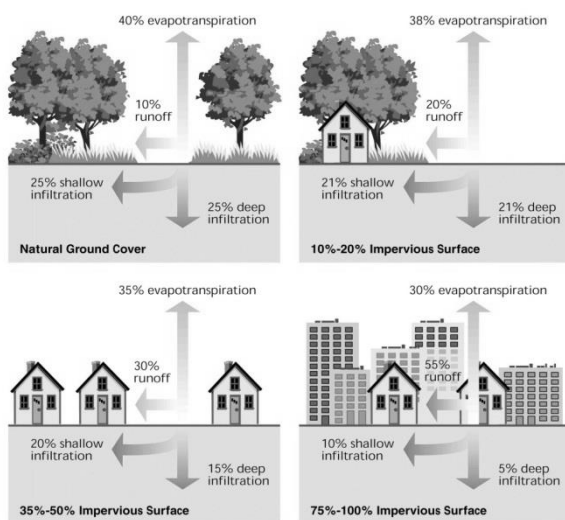 40% evapotranspiration
10%
runoff
25% shallow
infiltration
25% deep
infiltration
Natural Ground Cover
38% evapotranspiration
20%
runoff
21% shallow
infiltration
21% deep
infiltration
10%-20% Impervious Surface
35% evapotranspiration
30%
runoff
20% shallow
infiltration
15% deep
infiltration
35%-50% Impervious Surface
30% evapotranspiration
55%
runoff
10% shallow
infiltration
5% deep
infiltration
75%-100% Impervious Surface